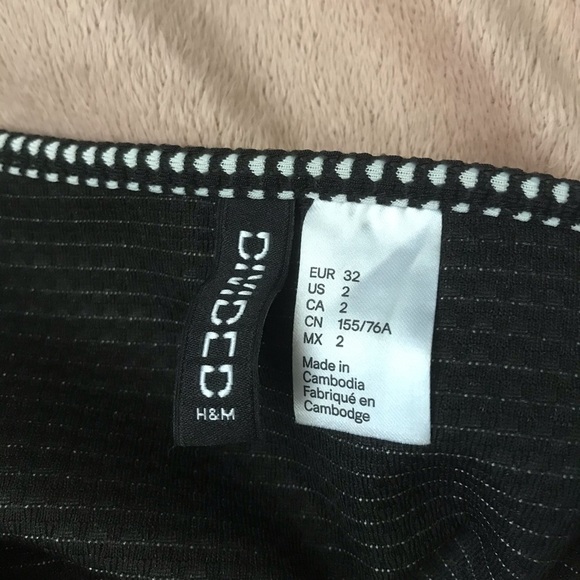 DIVIDED
H&M
EUR 32
US 2
CA 2
CN 155/76A
MX 2
Made in
Cambodia
Fabriqué en
Cambodge